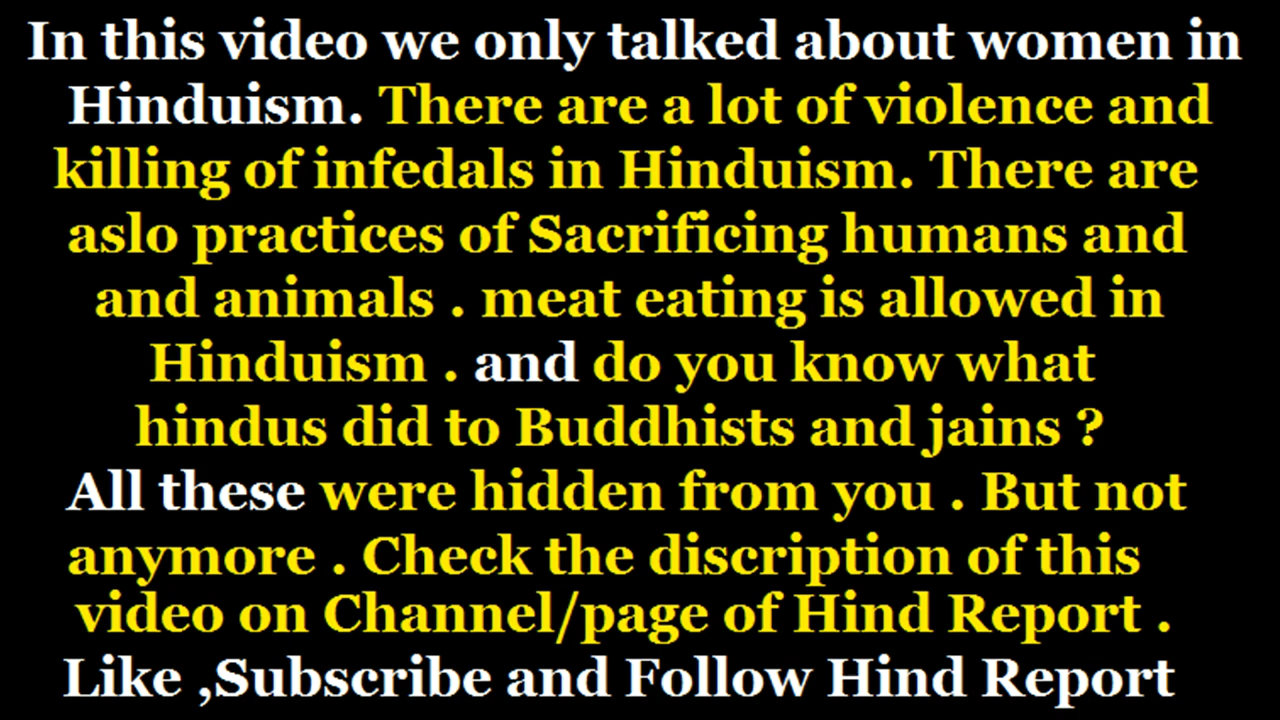 In this video we only talked about women in
Hinduism. There are a lot of violence and
killing of infedals in Hinduism. There are
aslo practices of Sacrificing humans and
and animals . meat eating is allowed in
Hinduism . and do you know what
hindus did to Buddhists and jains ?
All these were hidden from you . But not
anymore . Check the discription of this
video on Channel/page of Hind Report .
Like ,Subscribe and Follow Hind Report